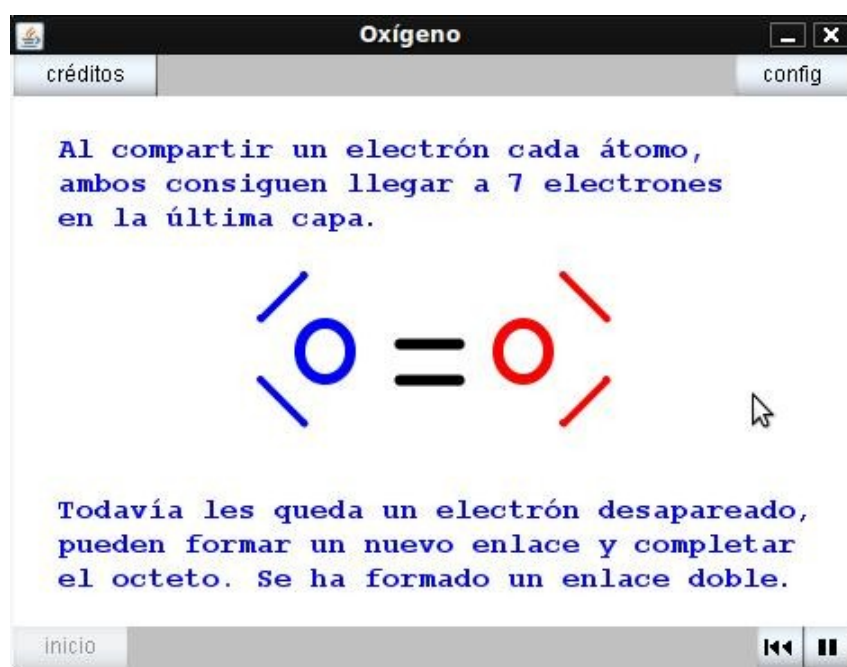 Oxígeno
créditos
config
Al compartir un electrón cada átomo,
ambos consiguen llegar a 7 electrones
en la última capa.
O = O
Todavía les queda un electrón desapareado,
pueden formar un nuevo enlace y completar
el octeto. Se ha formado un enlace doble.
inicio